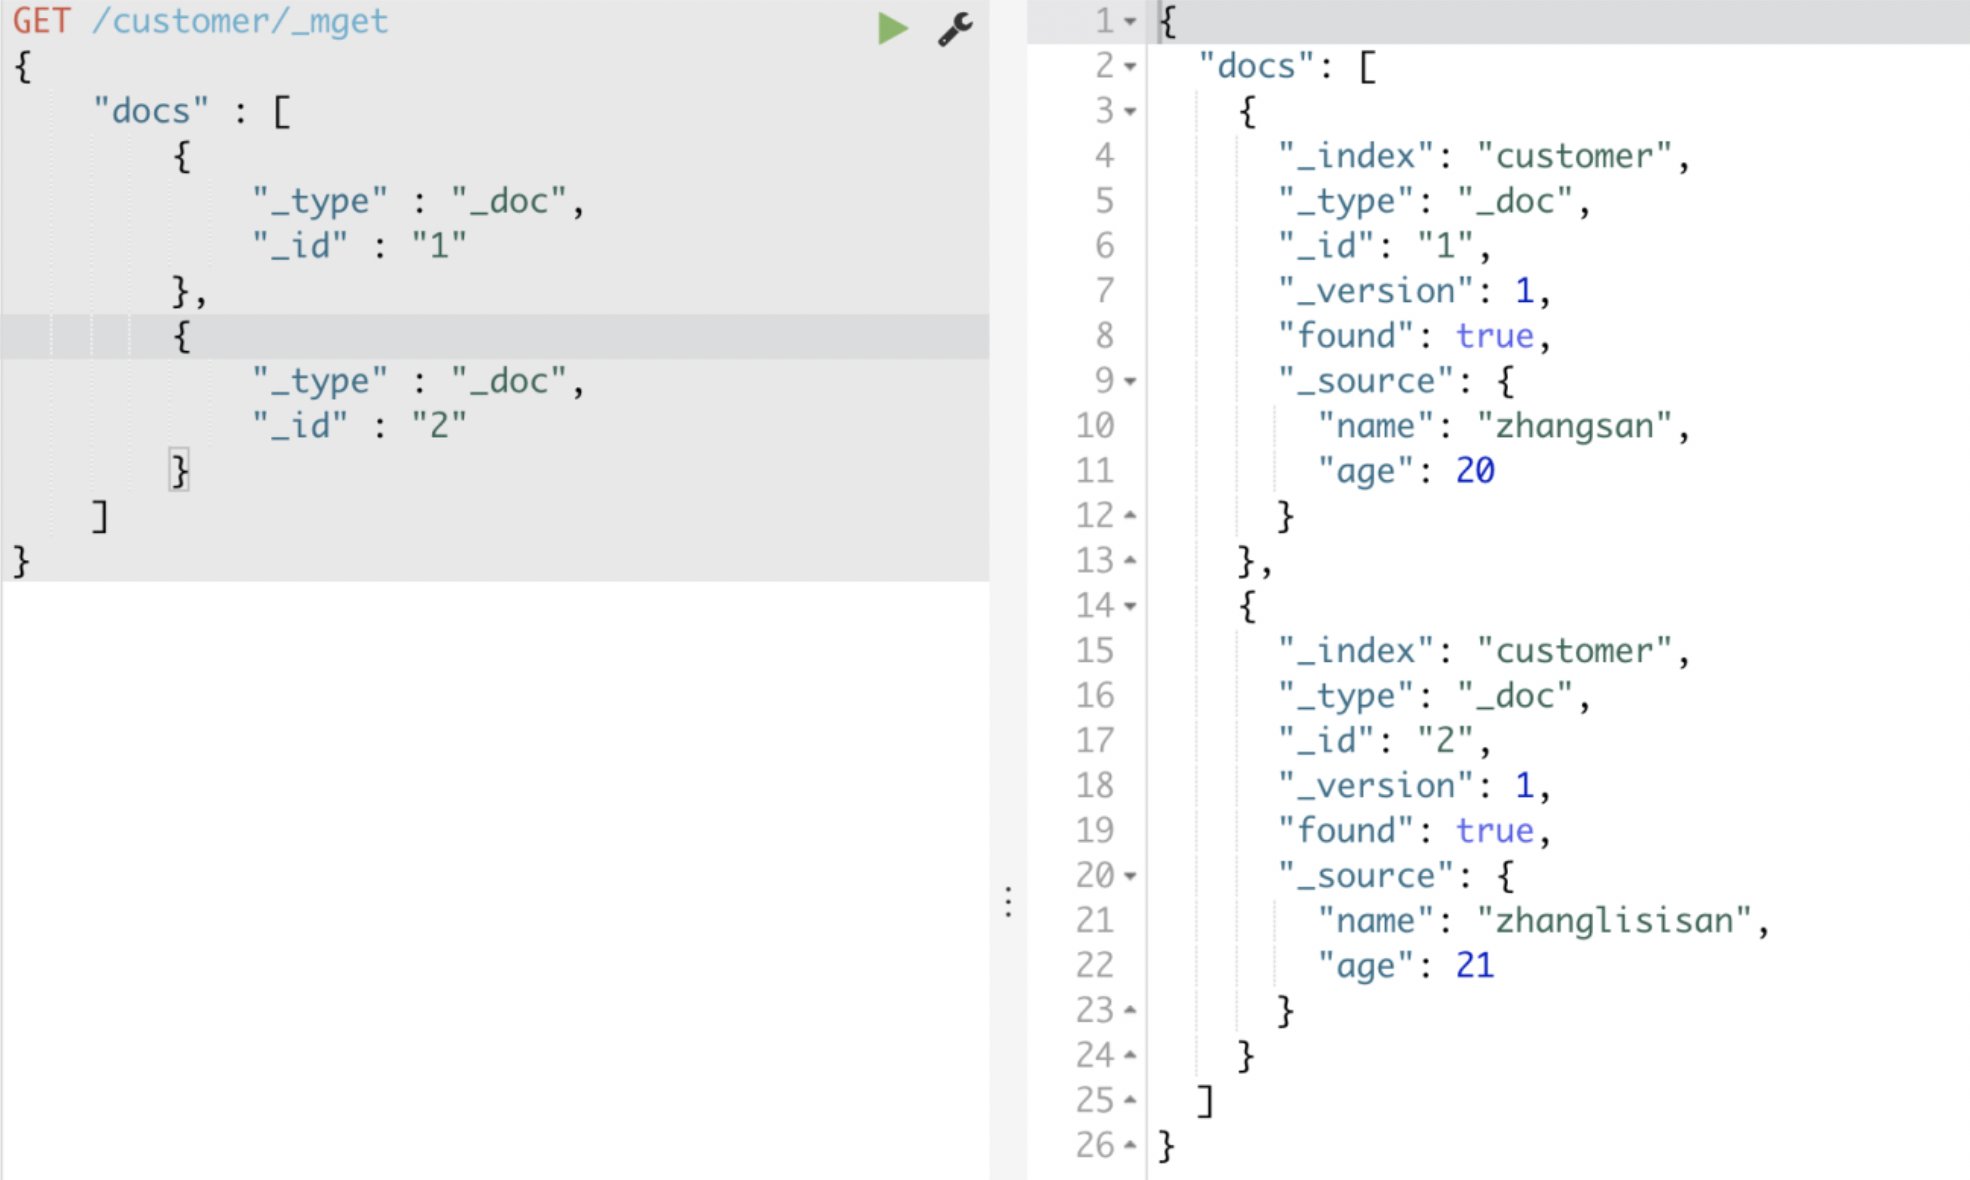 GET /customer/_mget
{
    "docs" : [
        {
            "_type" : "_doc",
            "_id" : "1"
        },
        {
            "_type" : "_doc",
            "_id" : "2"
        }
    ]
}
1 {
2   "docs": [
3     {
4       "_index": "customer",
5       "_type": "_doc",
6       "_id": "1",
7       "_version": 1,
8       "found": true,
9       "_source": {
10         "name": "zhangsan",
11         "age": 20
12       }
13     },
14     {
15       "_index": "customer",
16       "_type": "_doc",
17       "_id": "2",
18       "_version": 1,
19       "found": true,
20       "_source": {
21         "name": "zhanglisisan",
22         "age": 21
23       }
24     }
25   ]
26 }